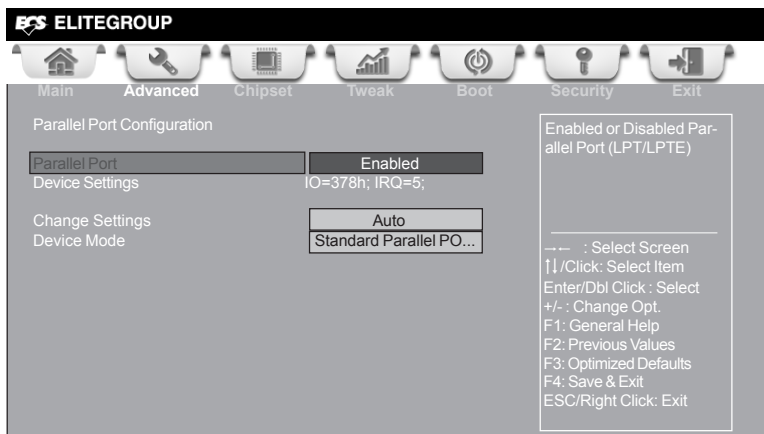 ECS ELITEGROUP
Main Advanced Chipset Tweak Boot Security Exit
Parallel Port Configuration
Parallel Port Enabled
Device Settings IO=378h; IRQ=5;
Change Settings Auto
Device Mode Standard Parallel PO...
Enabled or Disabled Par-
allel Port (LPT/LPTE)
→← : Select Screen
↑↓/Click: Select Item
Enter/Dbl Click : Select
+/- : Change Opt.
F1: General Help
F2: Previous Values
F3: Optimized Defaults
F4: Save & Exit
ESC/Right Click: Exit